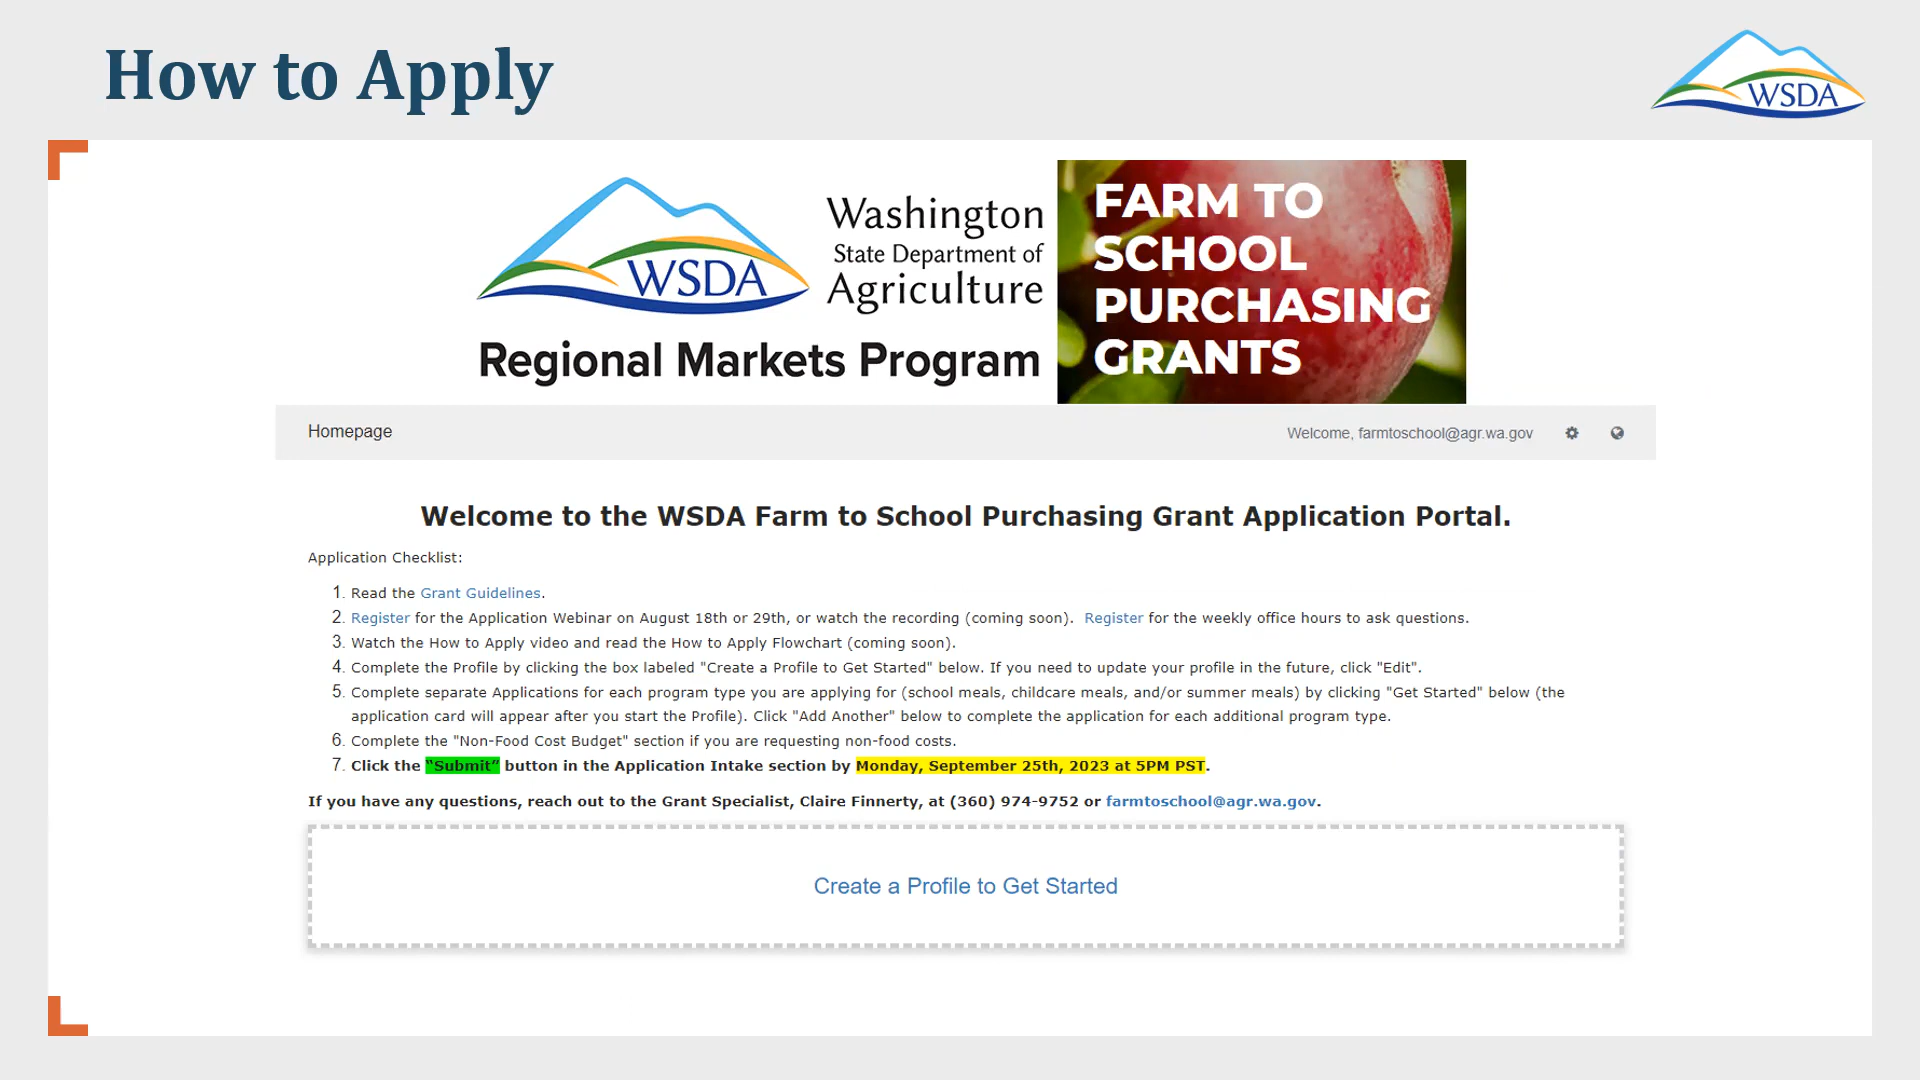 How to Apply
WSDA
WSDA
Washington
State Department of
Agriculture
Regional Markets Program
FARM TO
SCHOOL
PURCHASING
GRANTS
Homepage
Welcome, farmtoschool@agr.wa.gov
Welcome to the WSDA Farm to School Purchasing Grant Application Portal.
Application Checklist:
1. Read the Grant Guidelines.
2. Register for the Application Webinar on August 18th or 29th, or watch the recording (coming soon). Register for the weekly office hours to ask questions.
3. Watch the How to Apply video and read the How to Apply Flowchart (coming soon).
4. Complete the Profile by clicking the box labeled "Create a Profile to Get Started" below. If you need to update your profile in the future, click "Edit".
5. Complete separate Applications for each program type you are applying for (school meals, childcare meals, and/or summer meals) by clicking "Get Started" below (the
application card will appear after you start the Profile). Click "Add Another" below to complete the application for each additional program type.
6. Complete the "Non-Food Cost Budget" section if you are requesting non-food costs.
7. Click the “Submit” button in the Application Intake section by Monday, September 25th, 2023 at 5PM PST.
If you have any questions, reach out to the Grant Specialist, Claire Finnerty, at (360) 974-9752 or farmtoschool@agr.wa.gov.
Create a Profile to Get Started